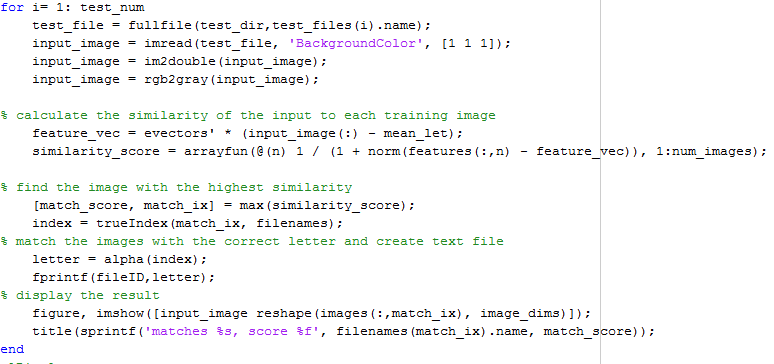 for i= 1: test_num
test_file = fullfile(test_dir,test_files(i).name);
input_image = imread(test_file, 'BackgroundColor', [1 1 1]);
input_image = im2double(input_image);
input_image = rgb2gray(input_image);
% calculate the similarity of the input to each training image
feature_vec = evectors' * (input_image(:) - mean_let);
similarity_score = arrayfun(@(n) 1 / (1 + norm(features(:,n) - feature_vec)), 1:num_images);
% find the image with the highest similarity
[match_score, match_ix] = max(similarity_score);
index = trueIndex(match_ix, filenames);
% match the images with the correct letter and create text file
letter = alpha(index);
fprintf(fileID,letter);
% display the result
figure, imshow([input_image reshape(images(:,match_ix), image_dims)]);
title(sprintf('matches %s, score %f', filenames(match_ix).name, match_score));
end